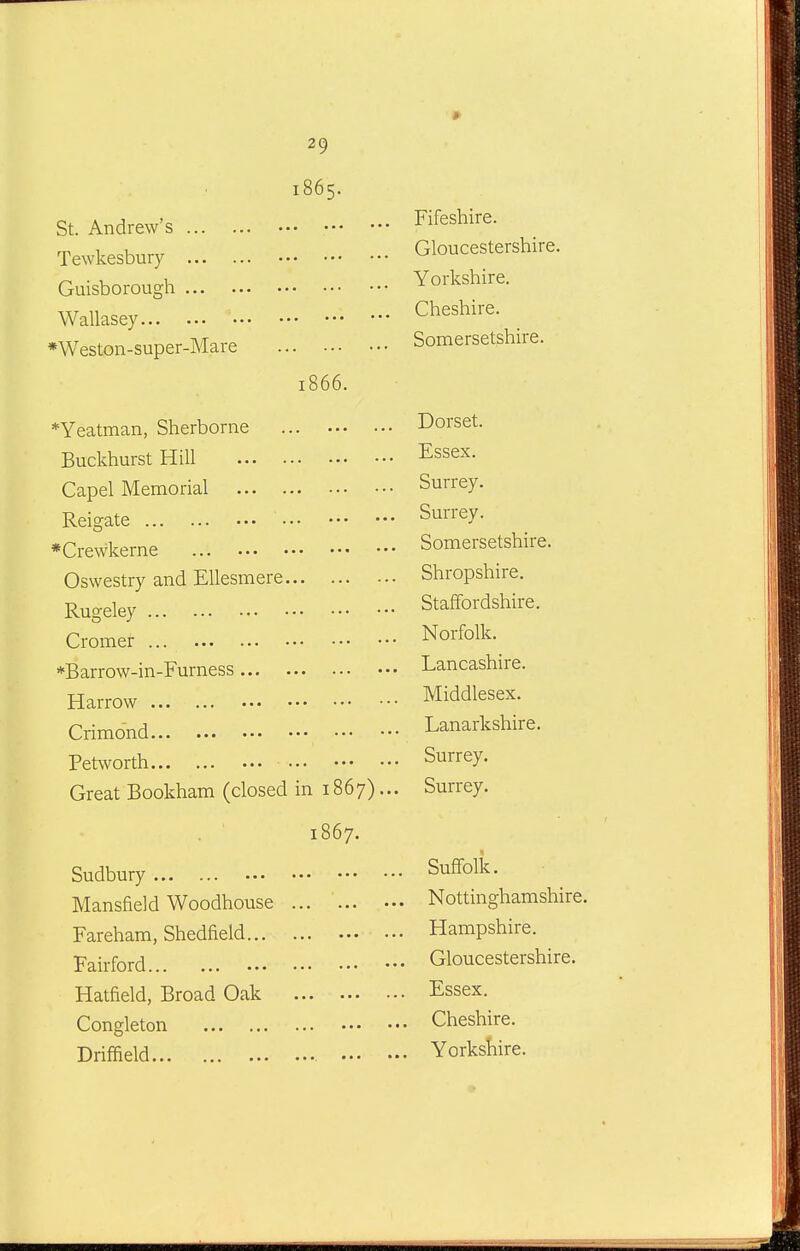 29
1865.
St. Andrew's ... ... ... ... ... Fifeshire.
Tewkesbury ... ... ... ... ... Gloucestershire.
Guisborough ... ... ... ... ... Yorkshire.
Wallasey... ... ... ... ... ... Cheshire.
*Weston-super-Mare ... ... ... Somersetshire.
1866.
*Yeatman, Sherborne ... ... ... Dorset.
Buckhurst Hill ... ... ... ... Essex.
Capel Memorial ... ... ... ... Surrey.
Reigate ... ... ... ... ... ... Surrey.
*Crewkerne ... ... ... ... ... Somersetshire.
Oswestry and Ellesmere... ... ... Shropshire.
Rugeley ... ... ... ... ... ... Staffordshire.
Cromer ... ... ... ... ... ... Norfolk.
*Barrow-in-Furness ... ... ... ... Lancashire.
Harrow ... ... ... ... ... ... Middlesex.
Crimond... ... ... ... ... ... Lanarkshire.
Petworth... ... ... ... ... ... Surrey.
Great Bookham (closed in 1867)... Surrey.
1867.
Sudbury ... ... ... ... ... ... Suffolk.
Mansfield Woodhouse ... ... ... Nottinghamshire.
Fareham, Shedfield... ... ... ... Hampshire.
Fairford... ... ... ... ... ... Gloucestershire.
Hatfield, Broad Oak ... ... ... Essex.
Congleton ... ... ... ... ... Cheshire.
Driffield... ... ... ... ... ... Yorkshire.